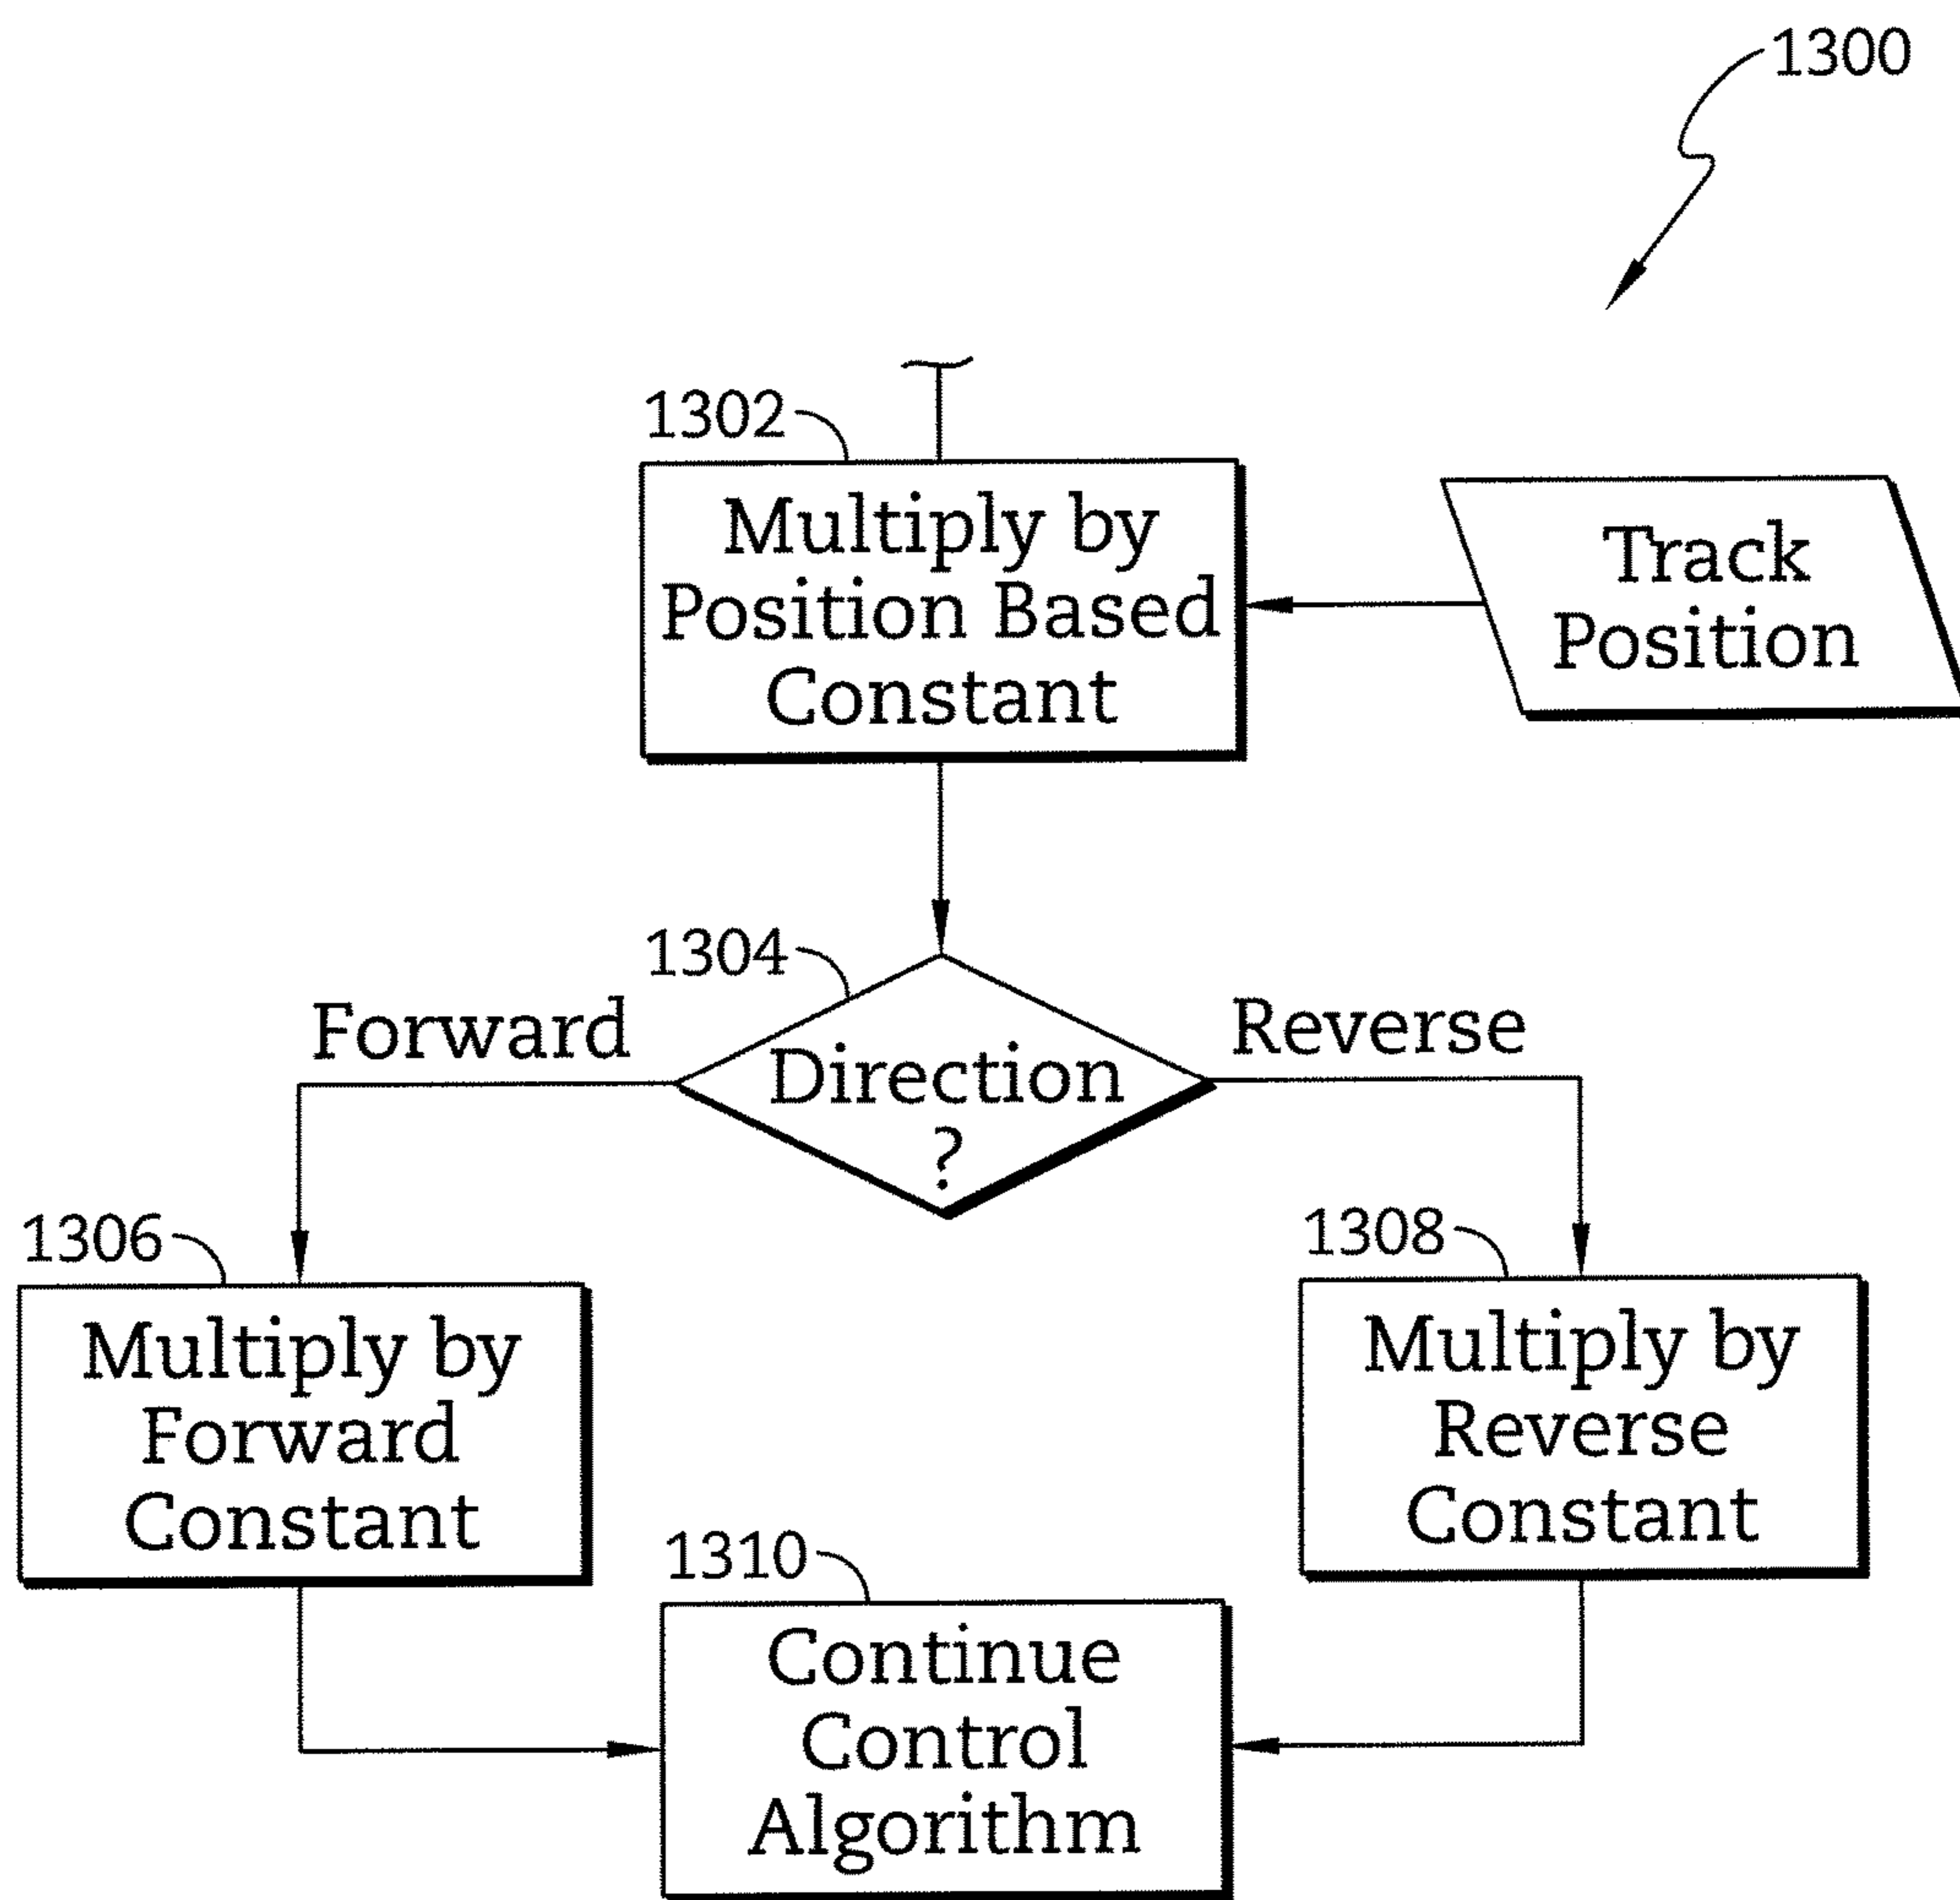 1300
1302
Multiply by
Position Based
Constant
Track
Position
1304
Forward
Direction
?
Reverse
1306
Multiply by
Forward
Constant
1308
Multiply by
Reverse
Constant
1310
Continue
Control
Algorithm